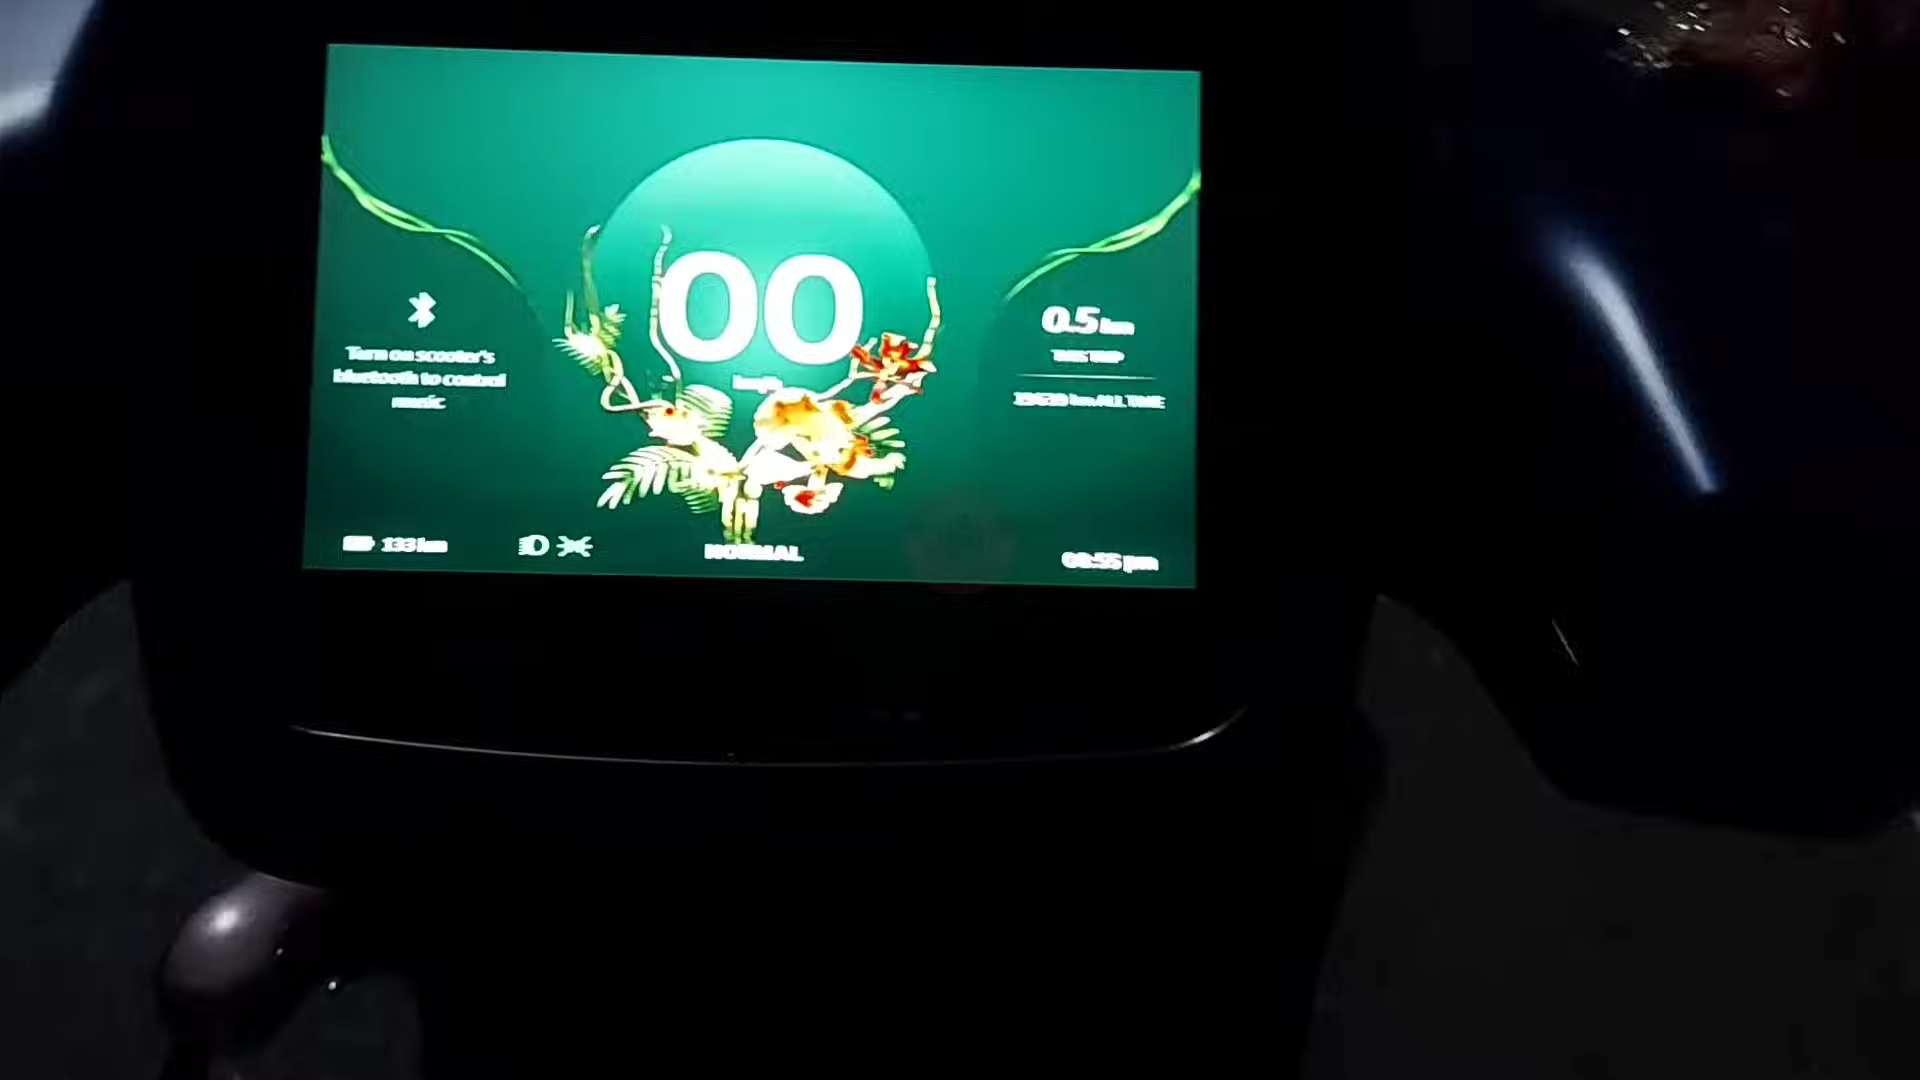 00
km/h
Turn on scooter's
bluetooth to control
music
0.5 km
THIS TRIP
km ALL TIME
133 km
NORMAL
08:55 pm